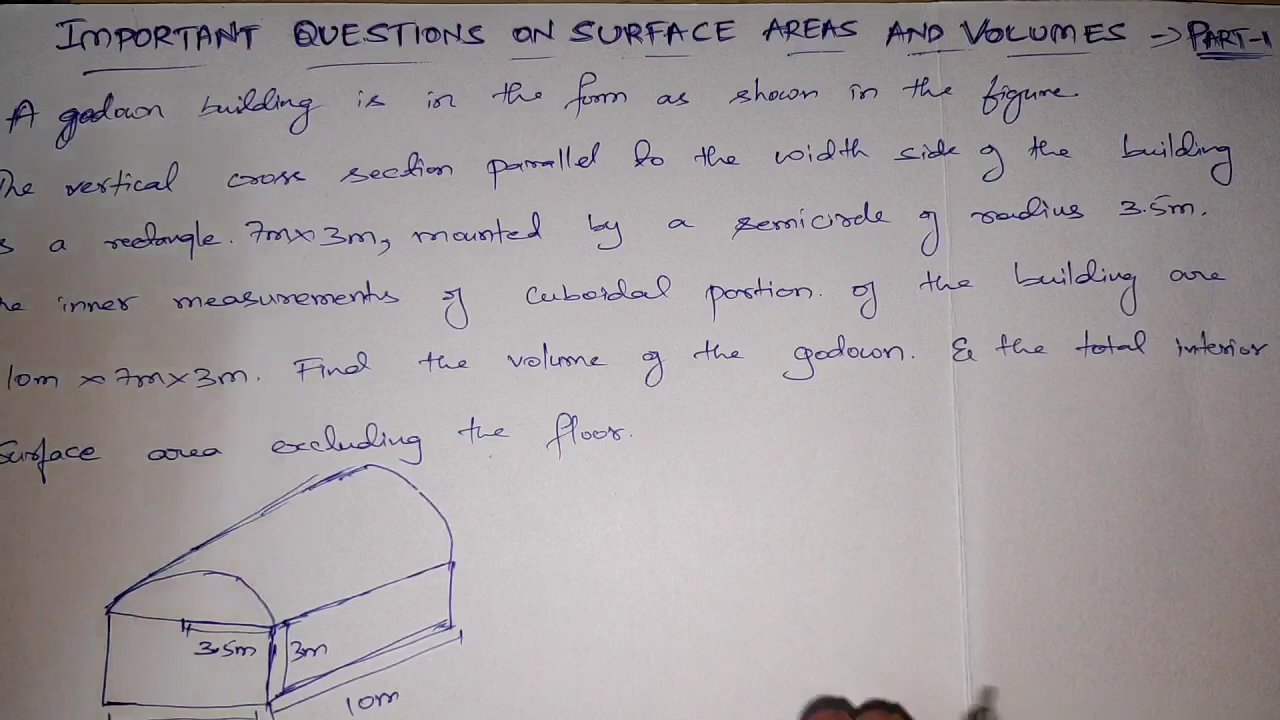 IMPORTANT QUESTIONS ON SURFACE AREAS AND VOLUMES -> PART-1
A godown building is in the form as shown in the figure.
The vertical cross section parallel to the width side of the building
is a rectangle. 7m×3m, mounted by a semicircle of radius 3.5m.
The inner measurements of cuboidal portion. of the building are
10m × 7m × 3m. Find the volume of the godown. & the total interior
Surface area excluding the floor.
3.5m
3m
10m